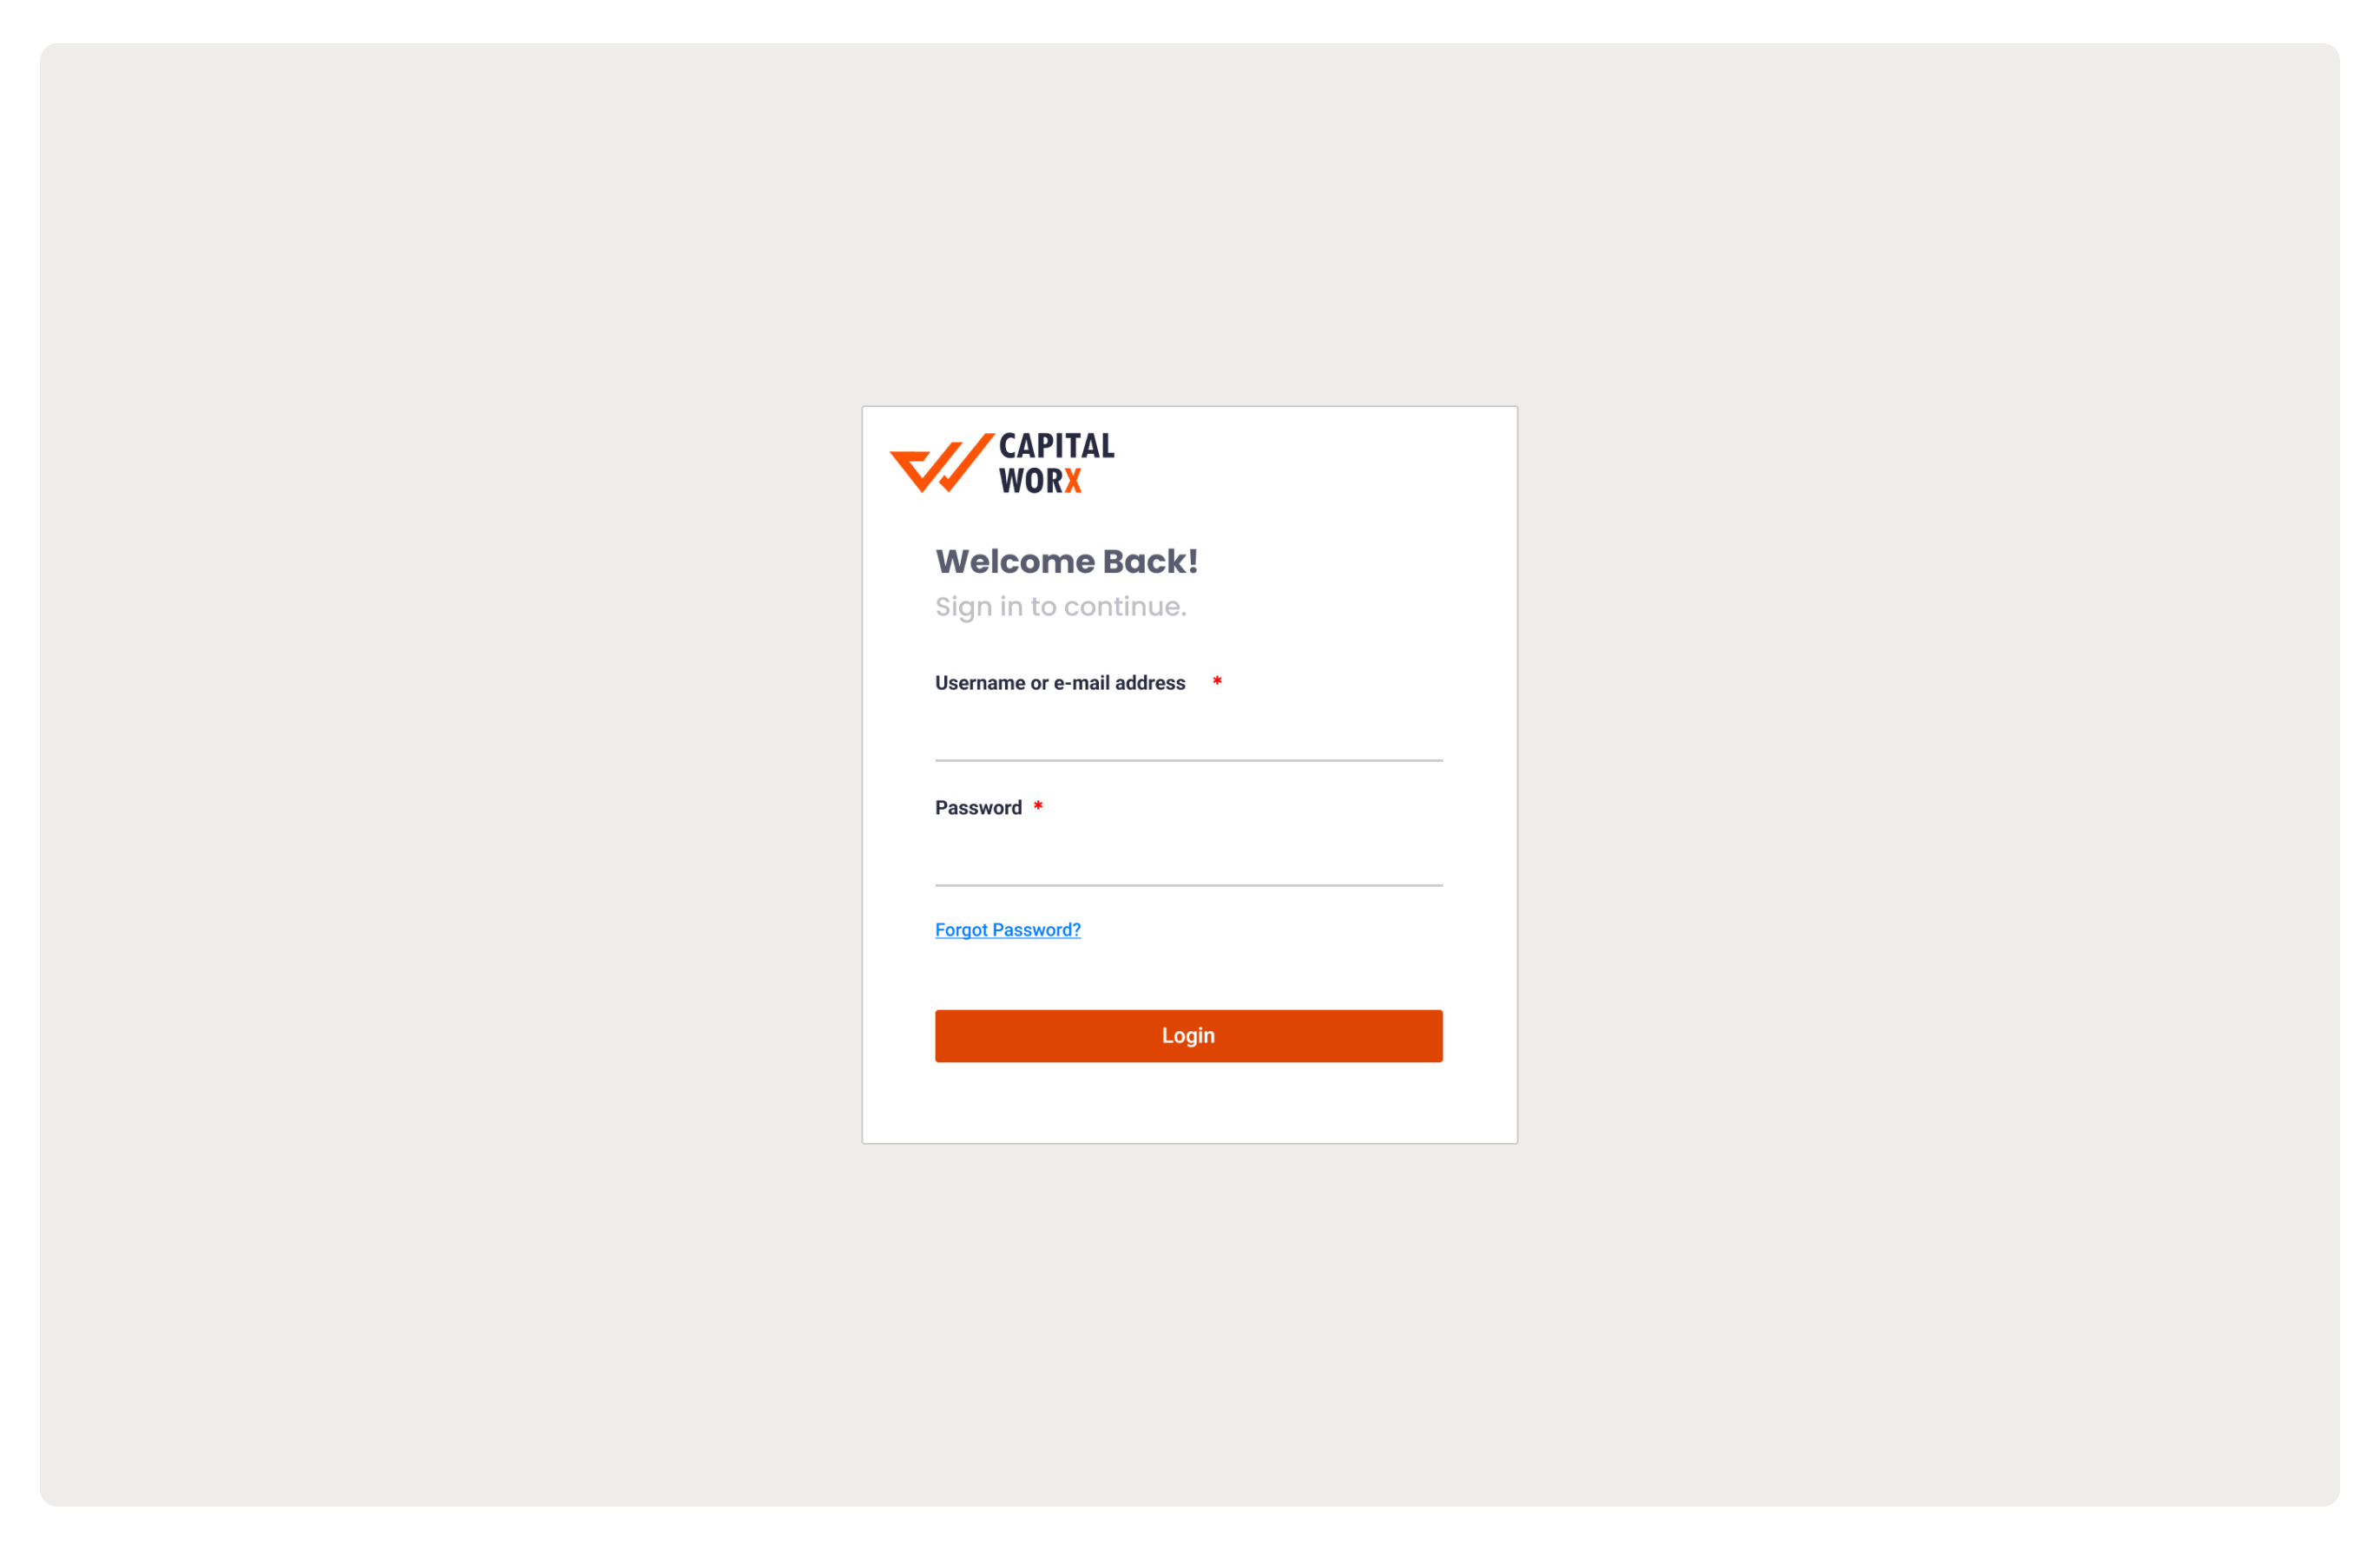 CAPITAL
WORX
Welcome Back!
Sign in to continue.
Username or e-mail address *
Password *
Forgot Password?
Login